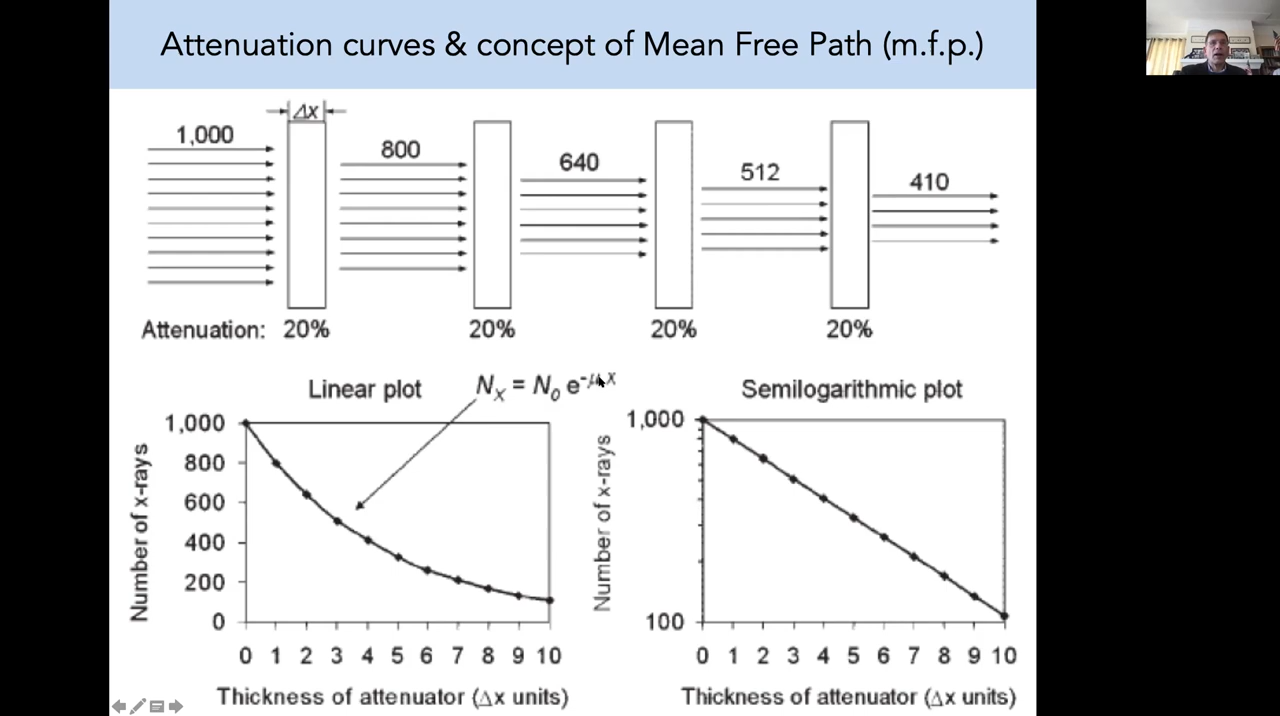 Attenuation curves & concept of Mean Free Path (m.f.p.)
Δx
1,000
800
640
512
410
Attenuation: 20% 20% 20% 20%
Linear plot
Nx = N0 e-μx
Number of x-rays
1,000
800
600
400
200
0
0 1 2 3 4 5 6 7 8 9 10
Thickness of attenuator (Δx units)
Semilogarithmic plot
Number of x-rays
1,000
100
0 1 2 3 4 5 6 7 8 9 10
Thickness of attenuator (Δx units)